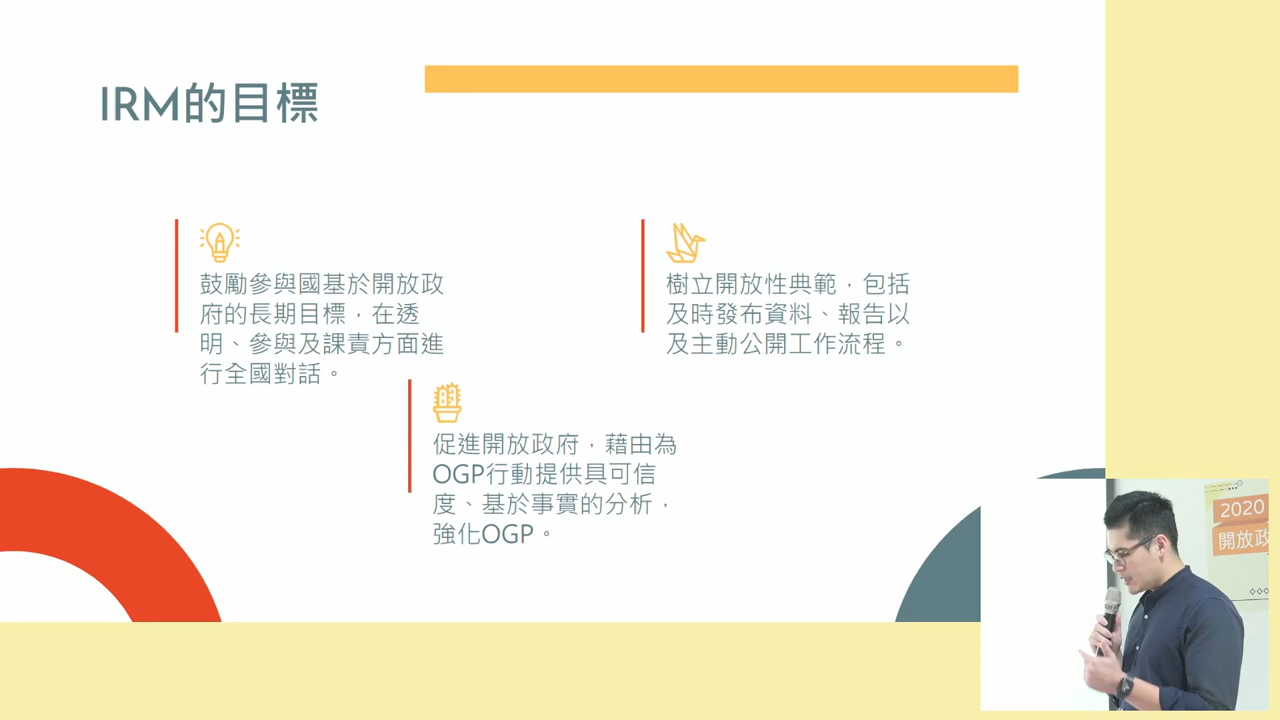 IRM的目標
鼓勵參與國基於開放政
府的長期目標，在透
明、參與及課責方面進
行全國對話。
樹立開放性典範，包括
及時發布資料、報告以
及主動公開工作流程。
促進開放政府，藉由為
OGP行動提供具可信
度、基於事實的分析，
強化OGP。
2020
開放政